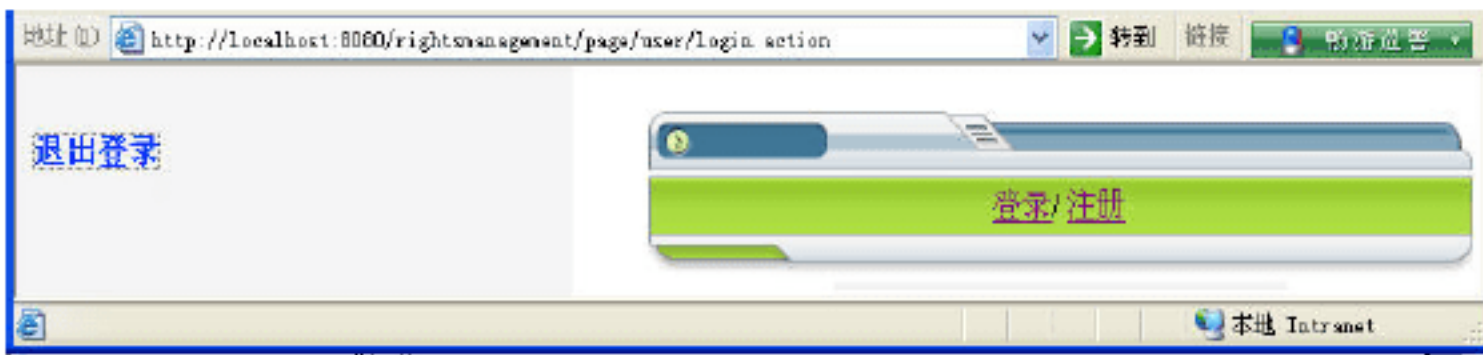 地址(D) http://localhost:8080/rightsmanagement/page/user/login.action 转到 链接
退出登录
登录/ 注册
本地 Intranet